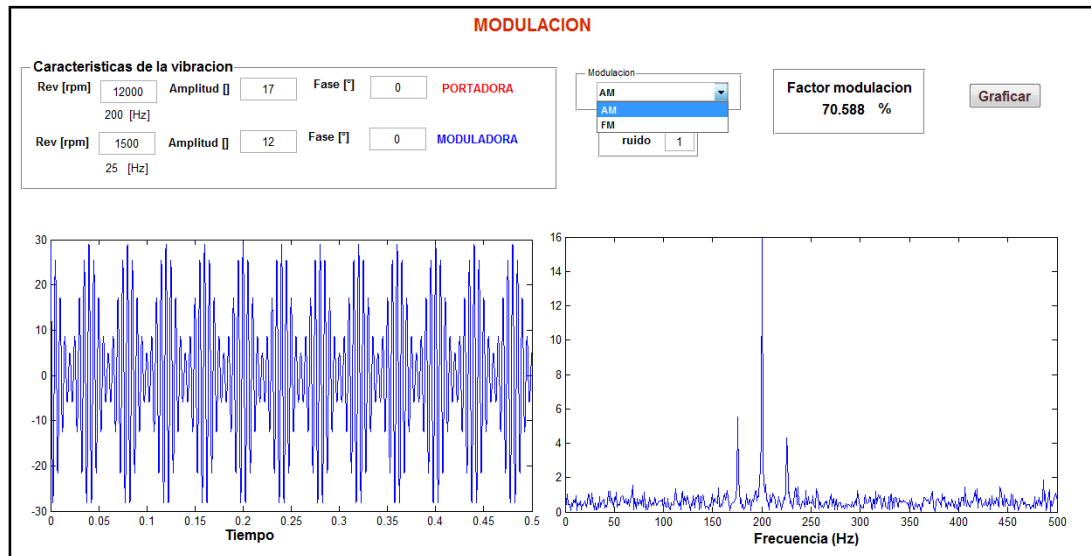 MODULACION
Caracteristicas de la vibracion
Rev [rpm] 12000 Amplitud [] 17 Fase [°] 0 PORTADORA
200 [Hz]
Rev [rpm] 1500 Amplitud [] 12 Fase [°] 0 MODULADORA
25 [Hz]
Modulacion
AM
AM
FM
ruido 1
Factor modulacion
70.588 %
Graficar
30
20
10
0
-10
-20
-30
0 0.05 0.1 0.15 0.2 0.25 0.3 0.35 0.4 0.45 0.5
Tiempo
16
14
12
10
8
6
4
2
0
0 50 100 150 200 250 300 350 400 450 500
Frecuencia (Hz)